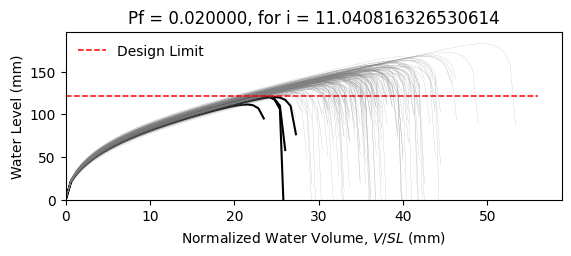 Pf = 0.020000, for i = 11.040816326530614
Design Limit
Water Level (mm)
150
100
50
0
0 10 20 30 40 50
Normalized Water Volume, V/SL (mm)